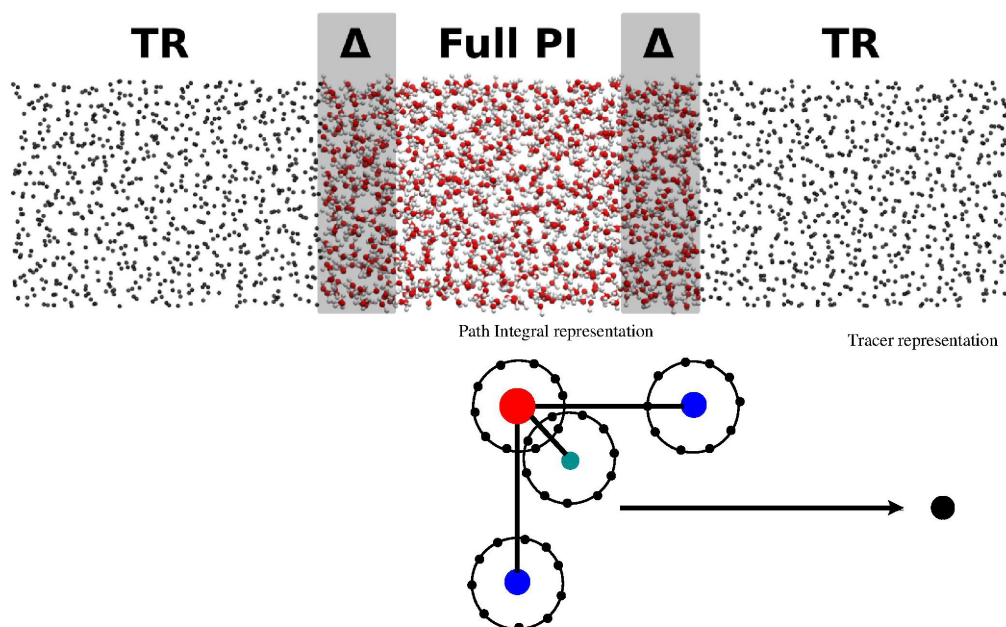 TR Δ Full PI Δ TR
Path Integral representation
Tracer representation